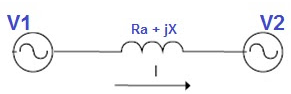 V1 Ra + jX V2
I